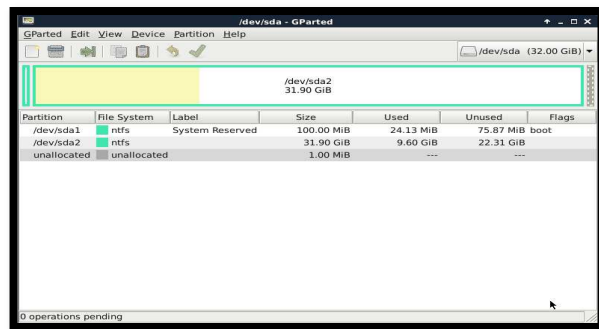 /dev/sda - GParted
GParted Edit View Device Partition Help
/dev/sda (32.00 GiB)
/dev/sda2
31.90 GiB
Partition File System Label Size Used Unused Flags
/dev/sda1 ntfs System Reserved 100.00 MiB 24.13 MiB 75.87 MiB boot
/dev/sda2 ntfs 31.90 GiB 9.60 GiB 22.31 GiB
unallocated unallocated 1.00 MiB --- ---
0 operations pending